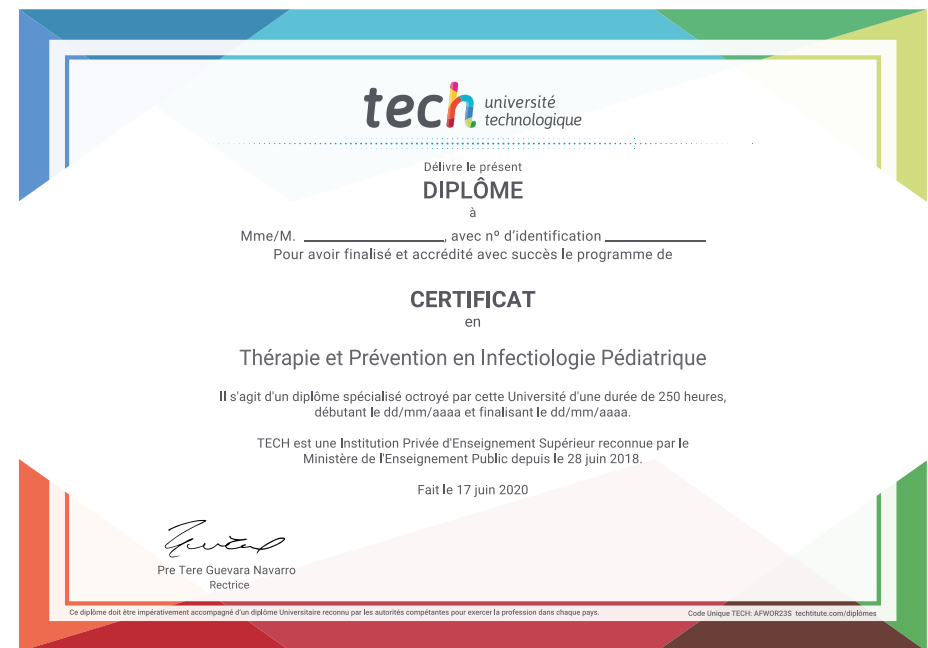 tech université
technologique
Délivre le présent
DIPLÔME
à
Mme/M. ____________________, avec nº d'identification ______________
Pour avoir finalisé et accrédité avec succès le programme de
CERTIFICAT
en
Thérapie et Prévention en Infectiologie Pédiatrique
Il s'agit d'un diplôme spécialisé octroyé par cette Université d'une durée de 250 heures,
débutant le dd/mm/aaaa et finalisant le dd/mm/aaaa.
TECH est une Institution Privée d'Enseignement Supérieur reconnue par le
Ministère de l'Enseignement Public depuis le 28 juin 2018.
Fait le 17 juin 2020
Pre Tere Guevara Navarro
Rectrice
Ce diplôme doit être impérativement accompagné d'un diplôme Universitaire reconnu par les autorités compétantes pour exercer la profession dans chaque pays.
Code Unique TECH: AFWOR23S techtitute.com/diplômes